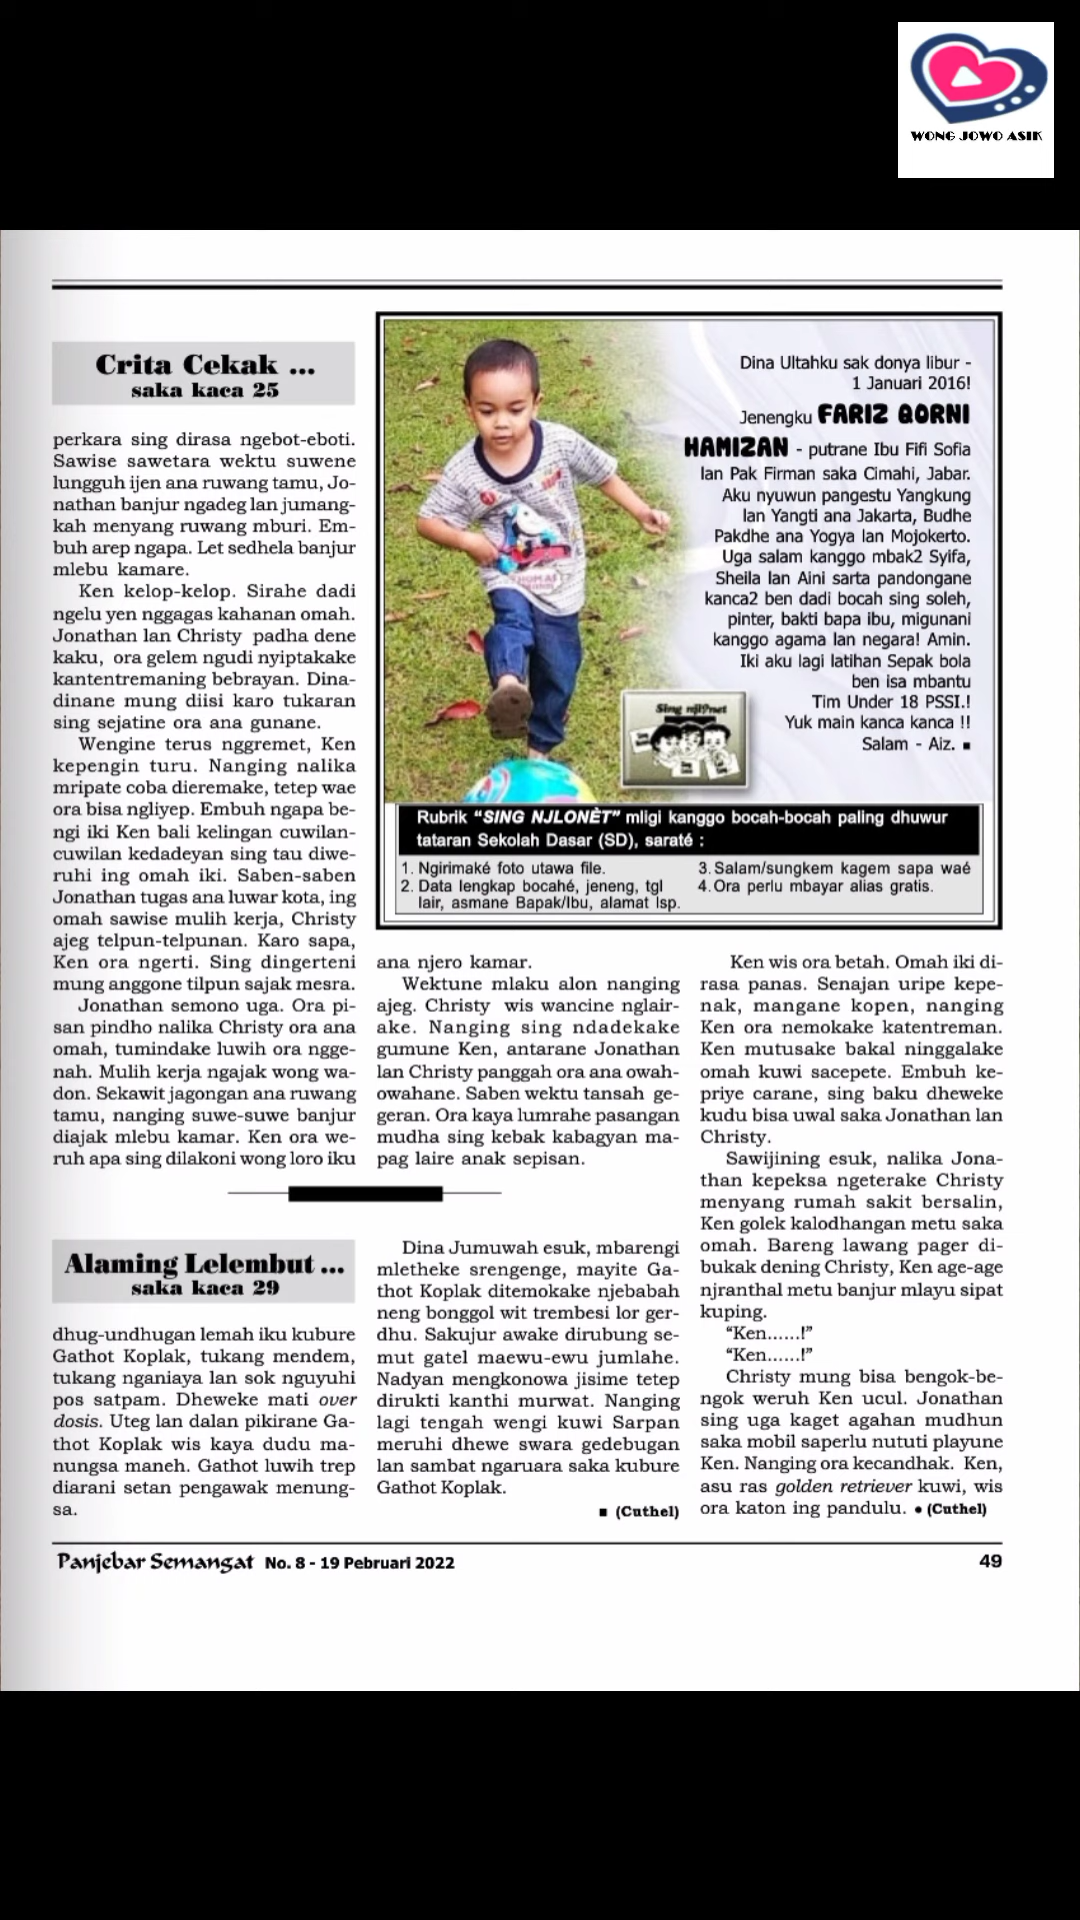 WONG JOWO ASIK
Crita Cekak ...
saka kaca 25
perkara sing dirasa ngebot-eboti.
Sawise sawetara wektu suwene
lungguh ijen ana ruwang tamu, Jo-
nathan banjur ngadeg lan jumang-
kah menyang ruwang mburi. Em-
buh arep ngapa. Let sedhela banjur
mlebu kamare.
Ken kelop-kelop. Sirahe dadi
ngelu yen nggagas kahanan omah.
Jonathan lan Christy padha dene
kaku, ora gelem ngudi nyiptakake
kantentremaning bebrayan. Dina-
dinane mung diisi karo tukaran
sing sejatine ora ana gunane.
Wengine terus nggremet, Ken
kepengin turu. Nanging nalika
mripate coba dieremake, tetep wae
ora bisa ngliyep. Embuh ngapa be-
ngi iki Ken bali kelingan cuwilan-
cuwilan kedadeyan sing tau diwe-
ruhi ing omah iki. Saben-saben
Jonathan tugas ana luwar kota, ing
omah sawise mulih kerja, Christy
ajeg telpun-telpunan. Karo sapa,
Ken ora ngerti. Sing dingerteni
mung anggone tilpun sajak mesra.
Jonathan semono uga. Ora pi-
san pindho nalika Christy ora ana
omah, tumindake luwih ora ngge-
nah. Mulih kerja ngajak wong wa-
don. Sekawit jagongan ana ruwang
tamu, nanging suwe-suwe banjur
diajak mlebu kamar. Ken ora we-
ruh apa sing dilakoni wong loro iku
Dina Ultahku sak donya libur -
1 Januari 2016!
Jenengku FARIZ QORNI
HAMIZAN - putrane Ibu Fifi Sofia
lan Pak Firman saka Cimahi, Jabar.
Aku nyuwun pangestu Yangkung
lan Yangti ana Jakarta, Budhe
Pakdhe ana Yogya lan Mojokerto.
Uga salam kanggo mbak2 Syifa,
Sheila lan Aini sarta pandongane
kanca2 ben dadi bocah sing soleh,
pinter, bakti bapa ibu, migunani
kanggo agama lan negara! Amin.
Iki aku lagi latihan Sepak bola
ben isa mbantu
Tim Under 18 PSSI.!
Yuk main kanca kanca !!
Salam - Aiz. ■
Sing njlonet
Rubrik “SING NJLONÈT” mligi kanggo bocah-bocah paling dhuwur
tataran Sekolah Dasar (SD), saraté :
1. Ngirimaké foto utawa file.
2. Data lengkap bocahé, jeneng, tgl
lair, asmane Bapak/Ibu, alamat lsp.
3. Salam/sungkem kagem sapa waé
4. Ora perlu mbayar alias gratis.
ana njero kamar.
Wektune mlaku alon nanging
ajeg. Christy wis wancine nglair-
ake. Nanging sing ndadekake
gumune Ken, antarane Jonathan
lan Christy panggah ora ana owah-
owahane. Saben wektu tansah ge-
geran. Ora kaya lumrahe pasangan
mudha sing kebak kabagyan ma-
pag laire anak sepisan.
Ken wis ora betah. Omah iki di-
rasa panas. Senajan uripe kepe-
nak, mangane kopen, nanging
Ken ora nemokake katentreman.
Ken mutusake bakal ninggalake
omah kuwi sacepete. Embuh ke-
priye carane, sing baku dheweke
kudu bisa uwal saka Jonathan lan
Christy.
Sawijining esuk, nalika Jona-
than kepeksa ngeterake Christy
menyang rumah sakit bersalin,
Ken golek kalodhangan metu saka
omah. Bareng lawang pager di-
bukak dening Christy, Ken age-age
njranthal metu banjur mlayu sipat
kuping.
“Ken......!”
“Ken......!”
Christy mung bisa bengok-be-
ngok weruh Ken ucul. Jonathan
sing uga kaget agahan mudhun
saka mobil saperlu nututi playune
Ken. Nanging ora kecandhak. Ken,
asu ras golden retriever kuwi, wis
ora katon ing pandulu. ● (Cuthel)
Alaming Lelembut ...
saka kaca 29
dhug-undhugan lemah iku kubure
Gathot Koplak, tukang mendem,
tukang nganiaya lan sok nguyuhi
pos satpam. Dheweke mati over
dosis. Uteg lan dalan pikirane Ga-
thot Koplak wis kaya dudu ma-
nungsa maneh. Gathot luwih trep
diarani setan pengawak menung-
sa.
Dina Jumuwah esuk, mbarengi
mletheke srengenge, mayite Ga-
thot Koplak ditemokake njebabah
neng bonggol wit trembesi lor ger-
dhu. Sakujur awake dirubung se-
mut gatel maewu-ewu jumlahe.
Nadyan mengkonowa jisime tetep
dirukti kanthi murwat. Nanging
lagi tengah wengi kuwi Sarpan
meruhi dhewe swara gedebugan
lan sambat ngaruara saka kubure
Gathot Koplak.
■ (Cuthel)
Panjebar Semangat No. 8 - 19 Pebruari 2022
49